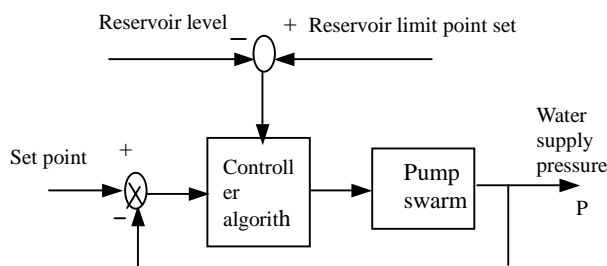 Reservoir level
− + Reservoir limit point set
Water
supply
pressure
P
Set point
+
−
Controll
er
algorith
Pump
swarm